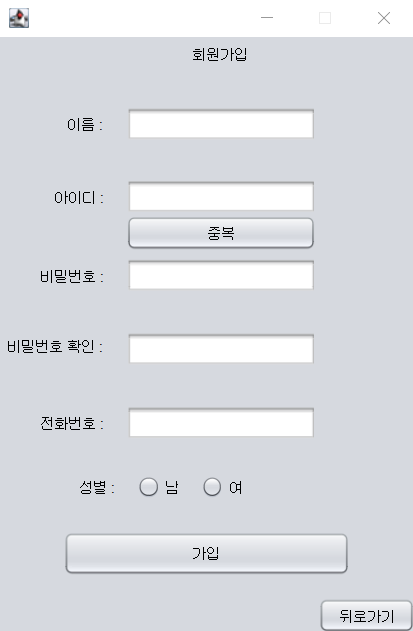 회원가입
이름 :
아이디 :
중복
비밀번호 :
비밀번호 확인 :
전화번호 :
성별 : 남 여
가입
뒤로가기